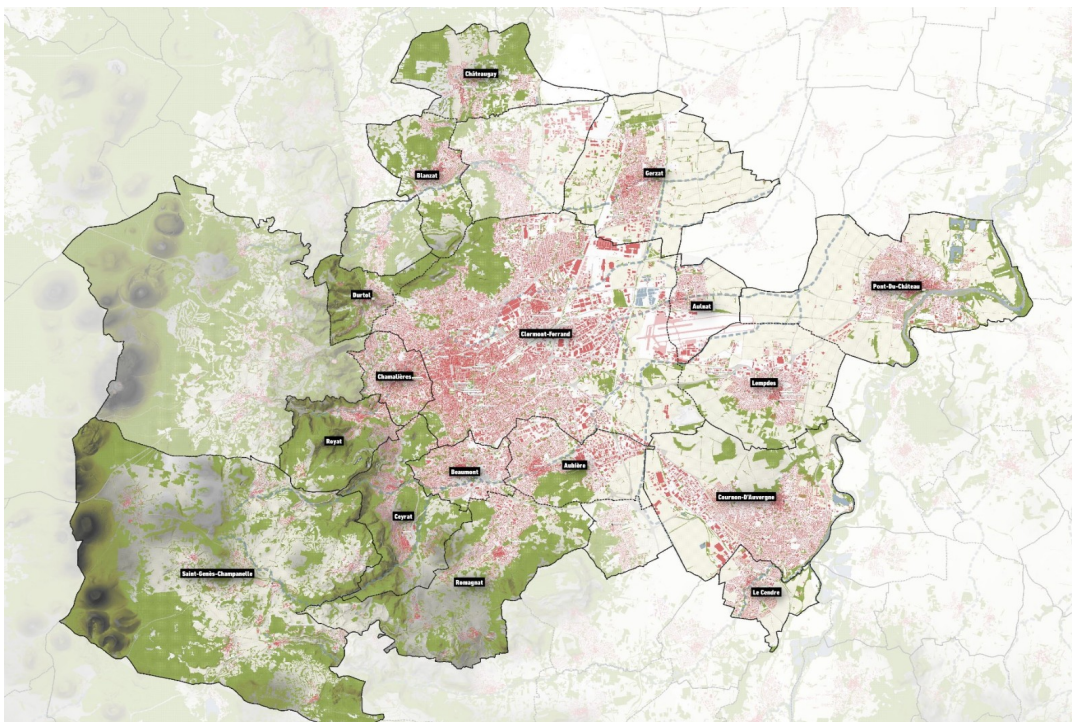 Châteaugay
Blanzat
Gerzat
Durtol
Pont-Du-Château
Aulnat
Clermont-Ferrand
Chamalières
Lempdes
Royat
Beaumont
Aubière
Cournon-D'Auvergne
Ceyrat
Saint-Genès-Champanelle
Romagnat
Le Cendre